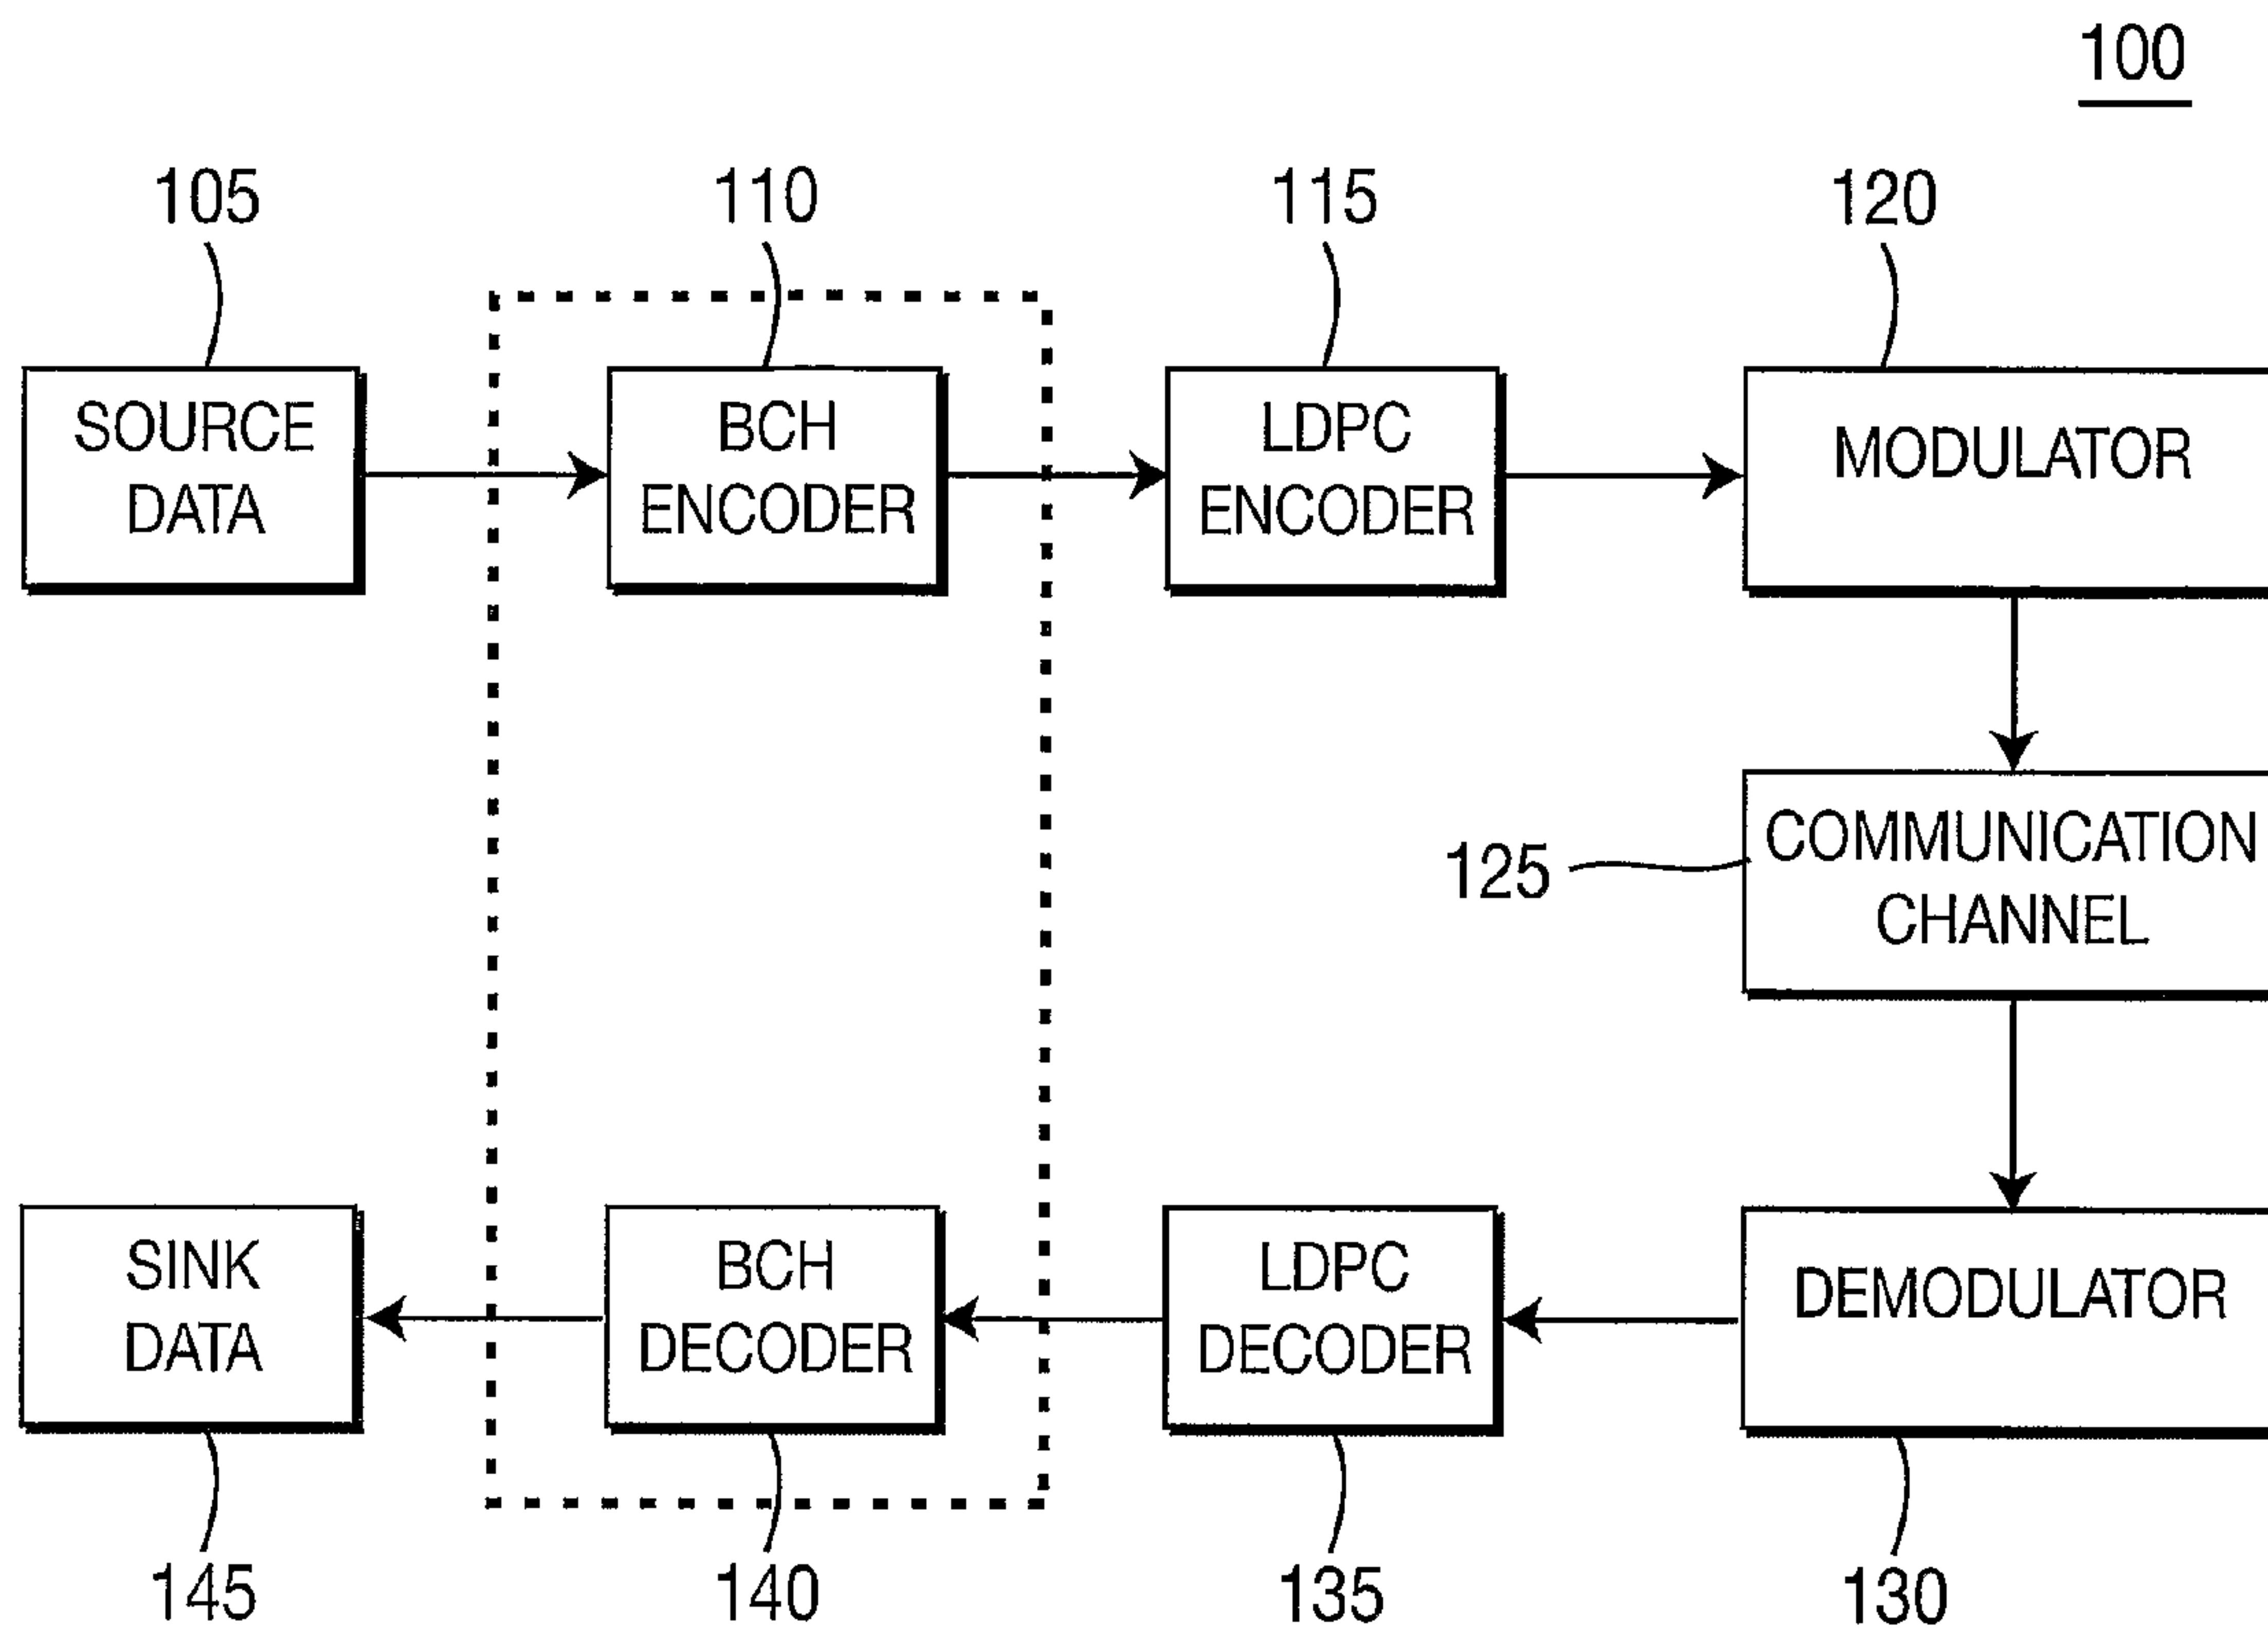 100
105
110
115
120
SOURCE
DATA
BCH
ENCODER
LDPC
ENCODER
MODULATOR
125
COMMUNICATION
CHANNEL
SINK
DATA
BCH
DECODER
LDPC
DECODER
DEMODULATOR
145
140
135
130